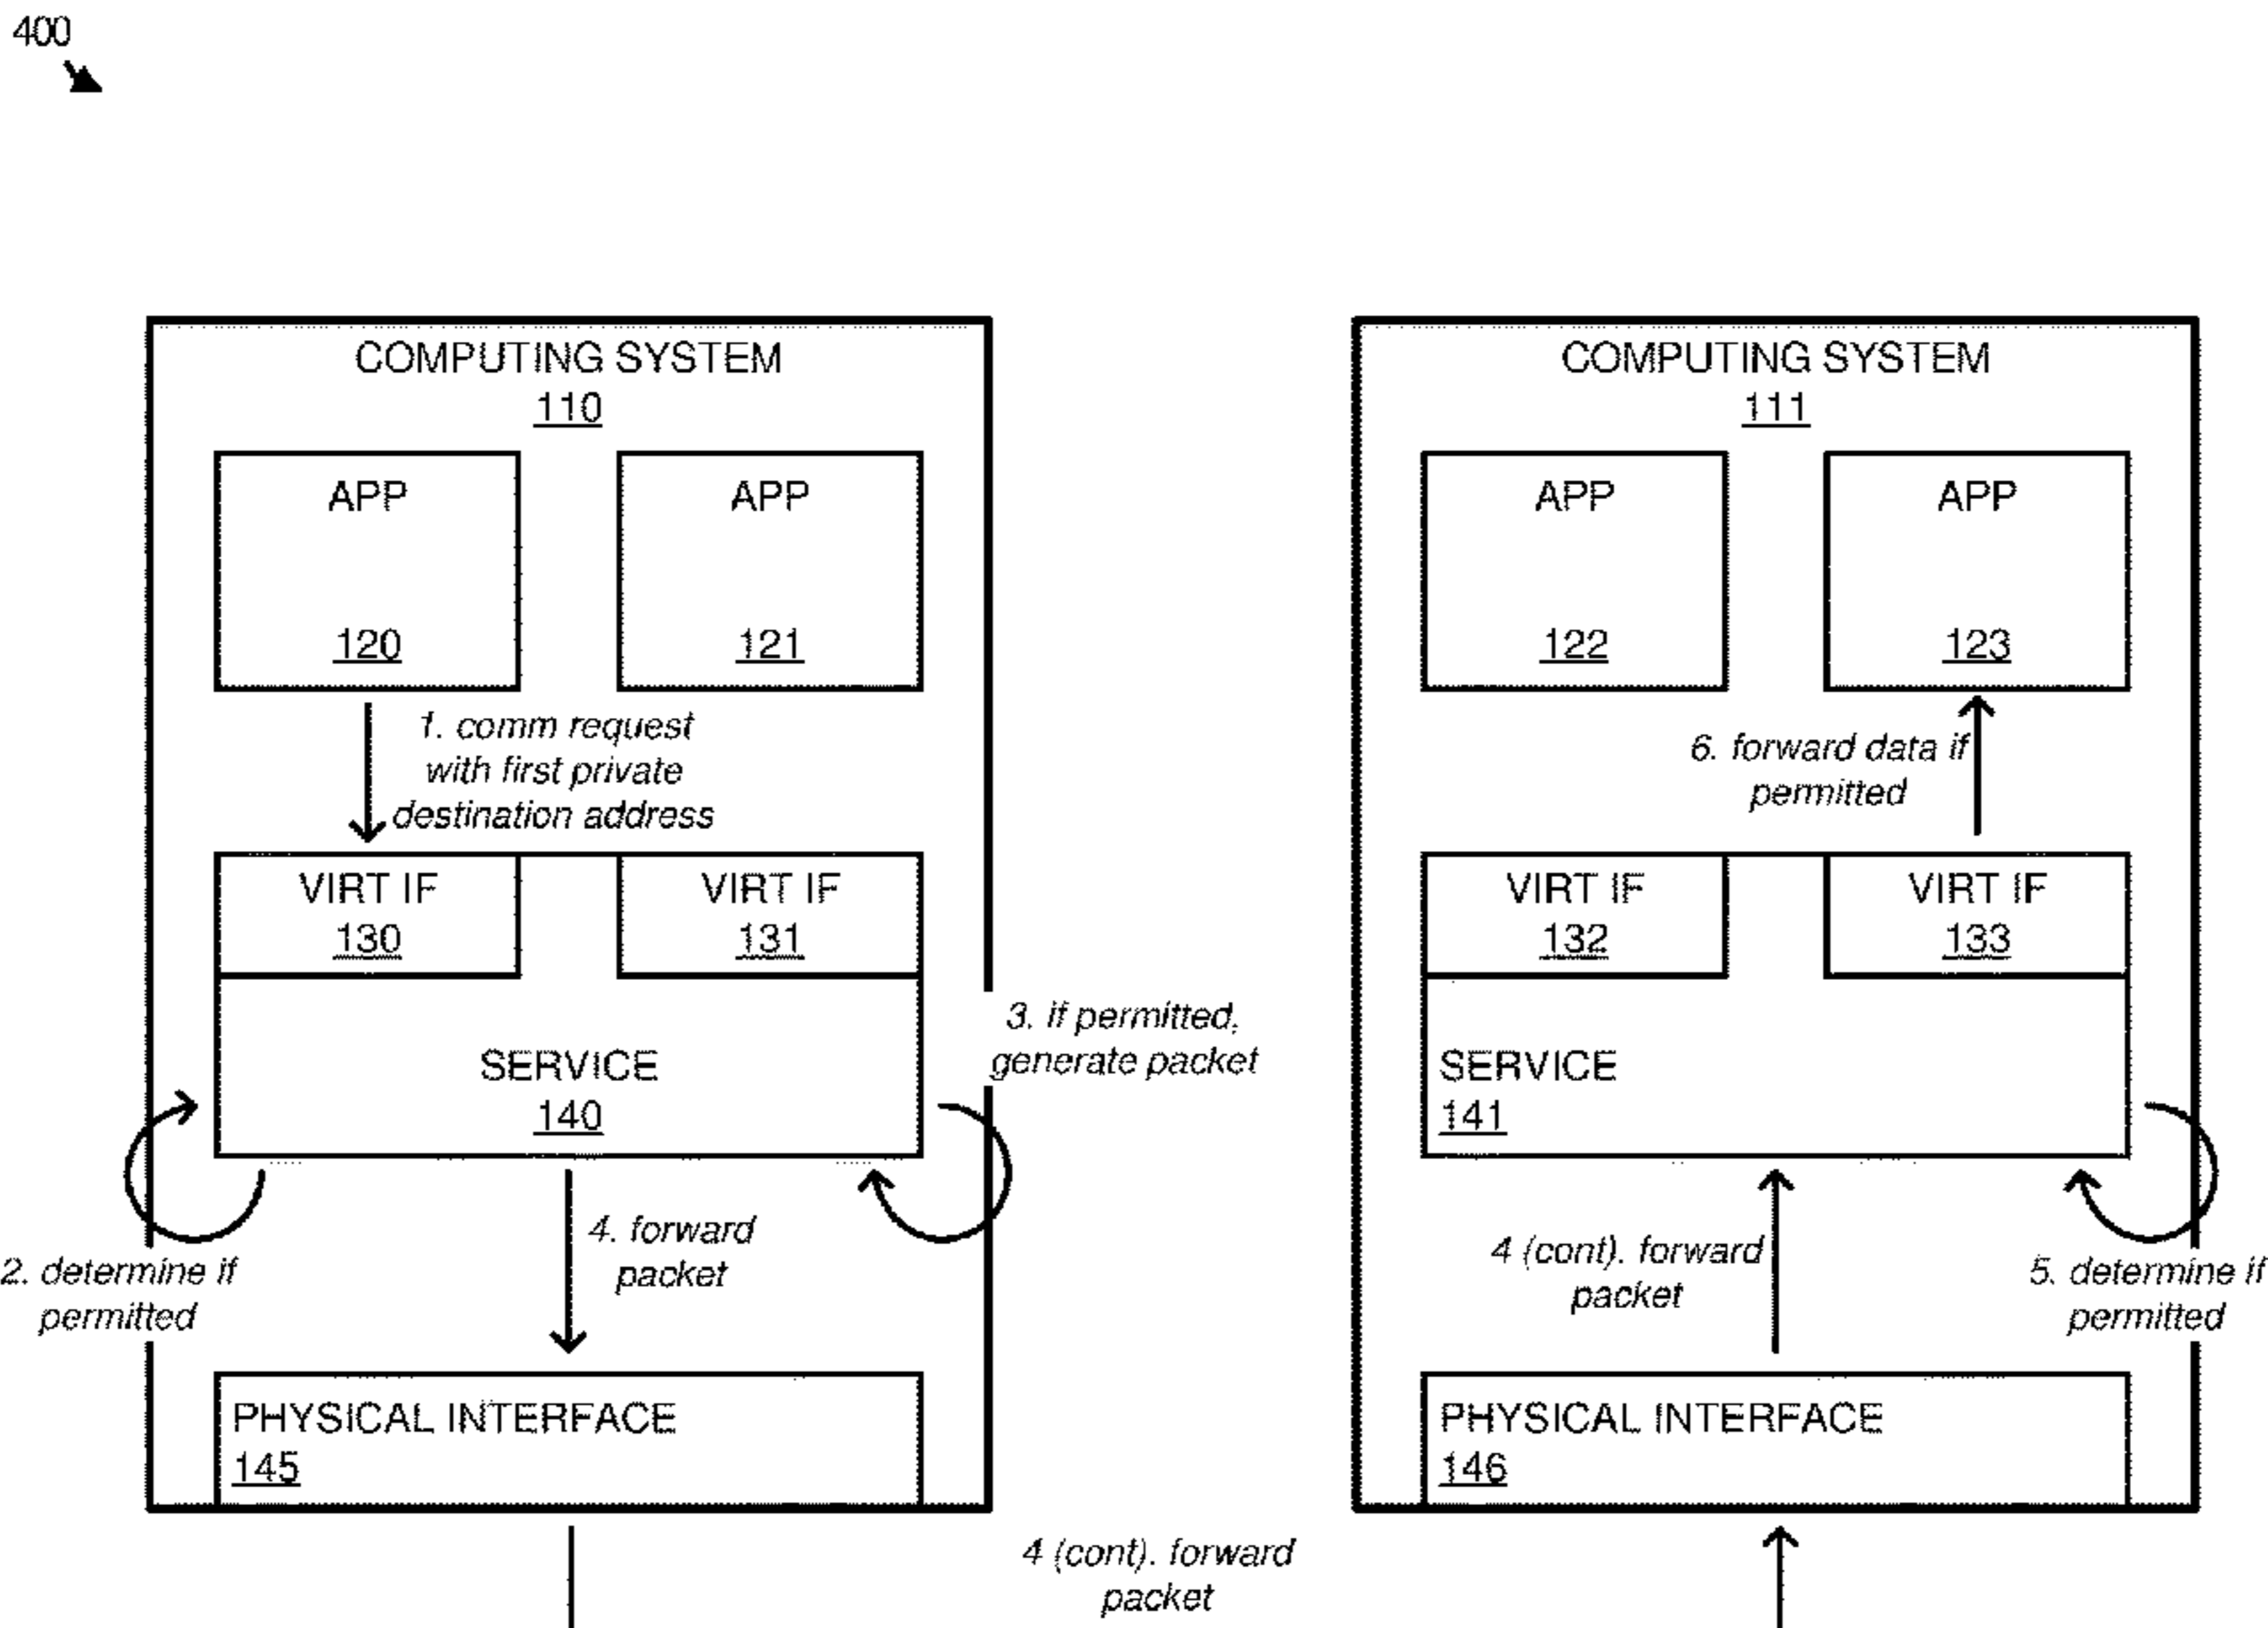 400
COMPUTING SYSTEM
110
APP
120
APP
121
1. comm request
with first private
destination address
VIRT IF
130
VIRT IF
131
SERVICE
140
2. determine if
permitted
3. if permitted,
generate packet
4. forward
packet
PHYSICAL INTERFACE
145
4 (cont). forward
packet
COMPUTING SYSTEM
111
APP
122
APP
123
6. forward data if
permitted
VIRT IF
132
VIRT IF
133
SERVICE
141
4 (cont). forward
packet
5. determine if
permitted
PHYSICAL INTERFACE
146